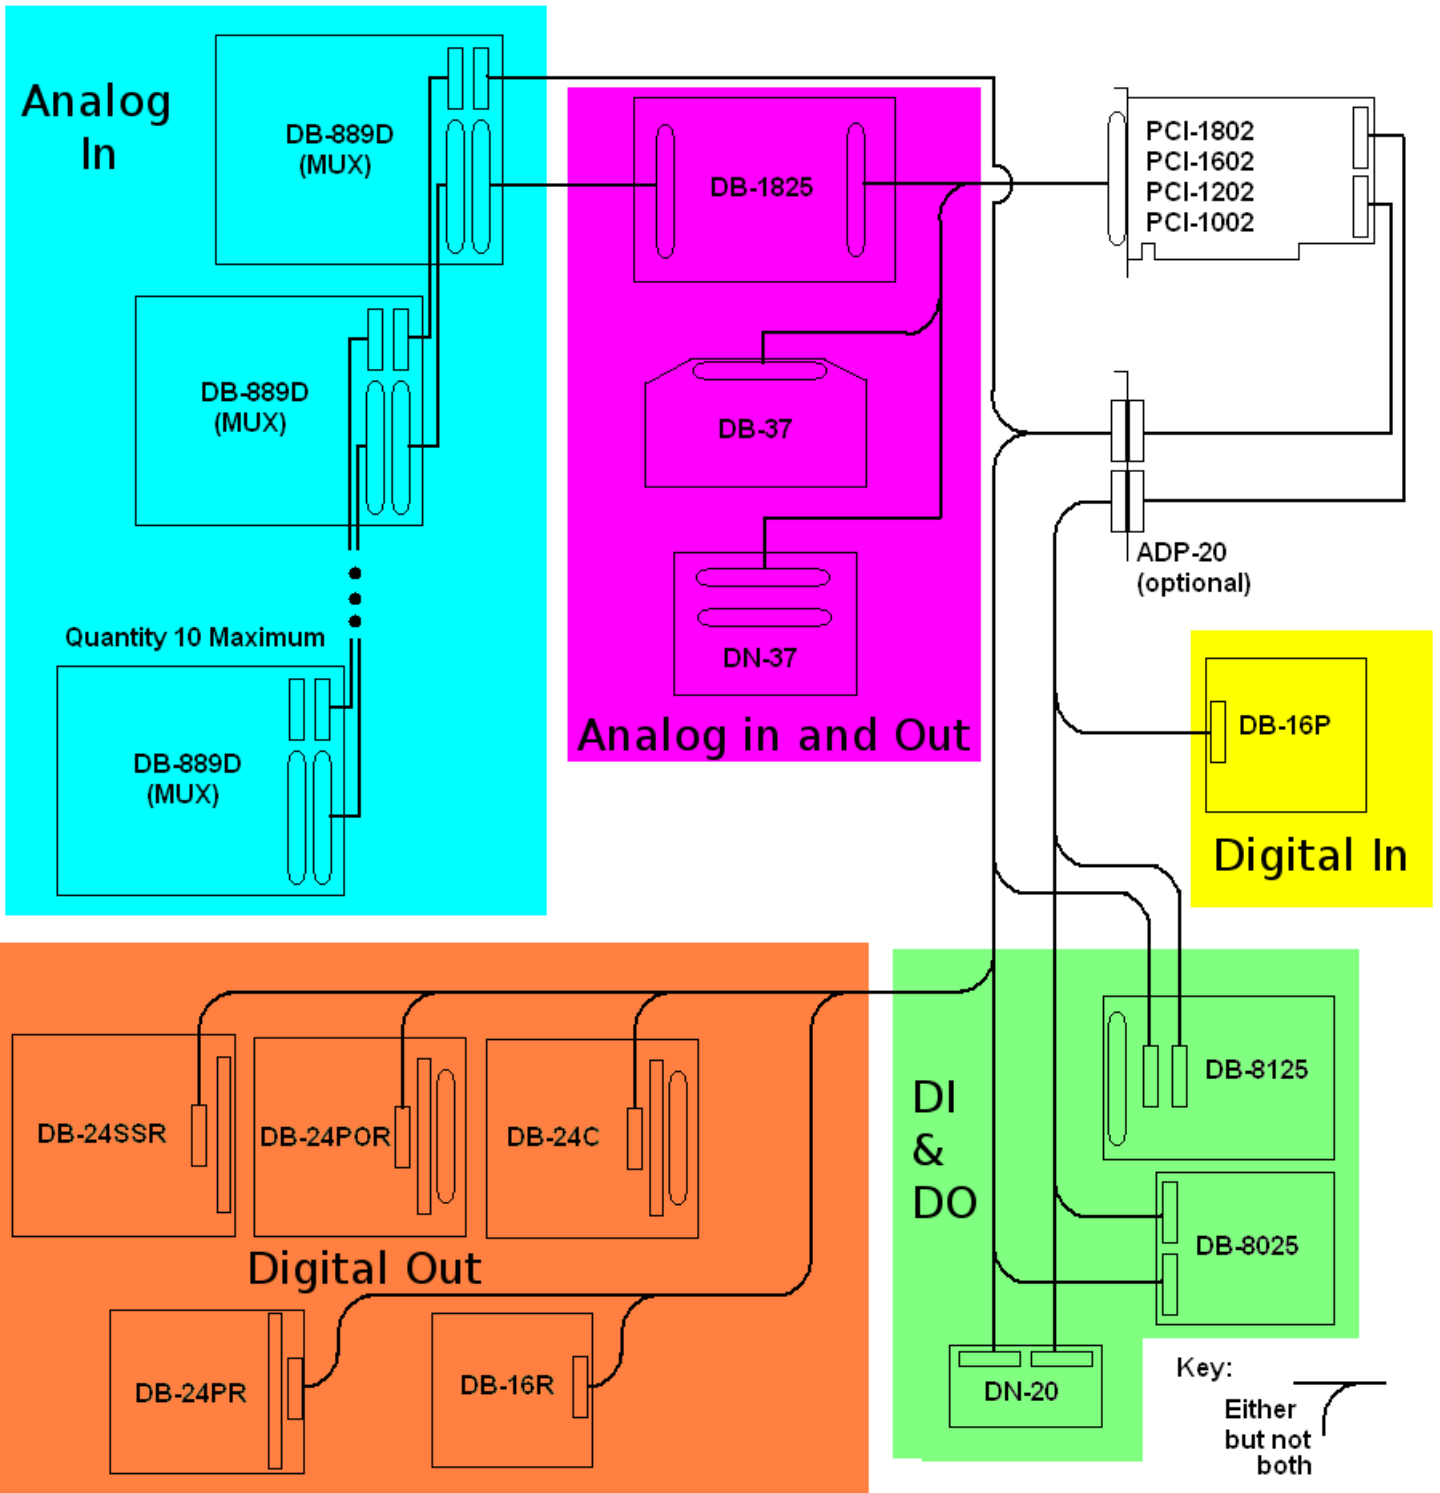 Analog
In
DB-889D
(MUX)
DB-889D
(MUX)
Quantity 10 Maximum
DB-889D
(MUX)
DB-1825
DB-37
DN-37
Analog in and Out
PCI-1802
PCI-1602
PCI-1202
PCI-1002
ADP-20
(optional)
DB-16P
Digital In
DB-24SSR
DB-24POR
DB-24C
Digital Out
DB-24PR
DB-16R
DI
&
DO
DB-8125
DB-8025
DN-20
Key:
Either
but not
both